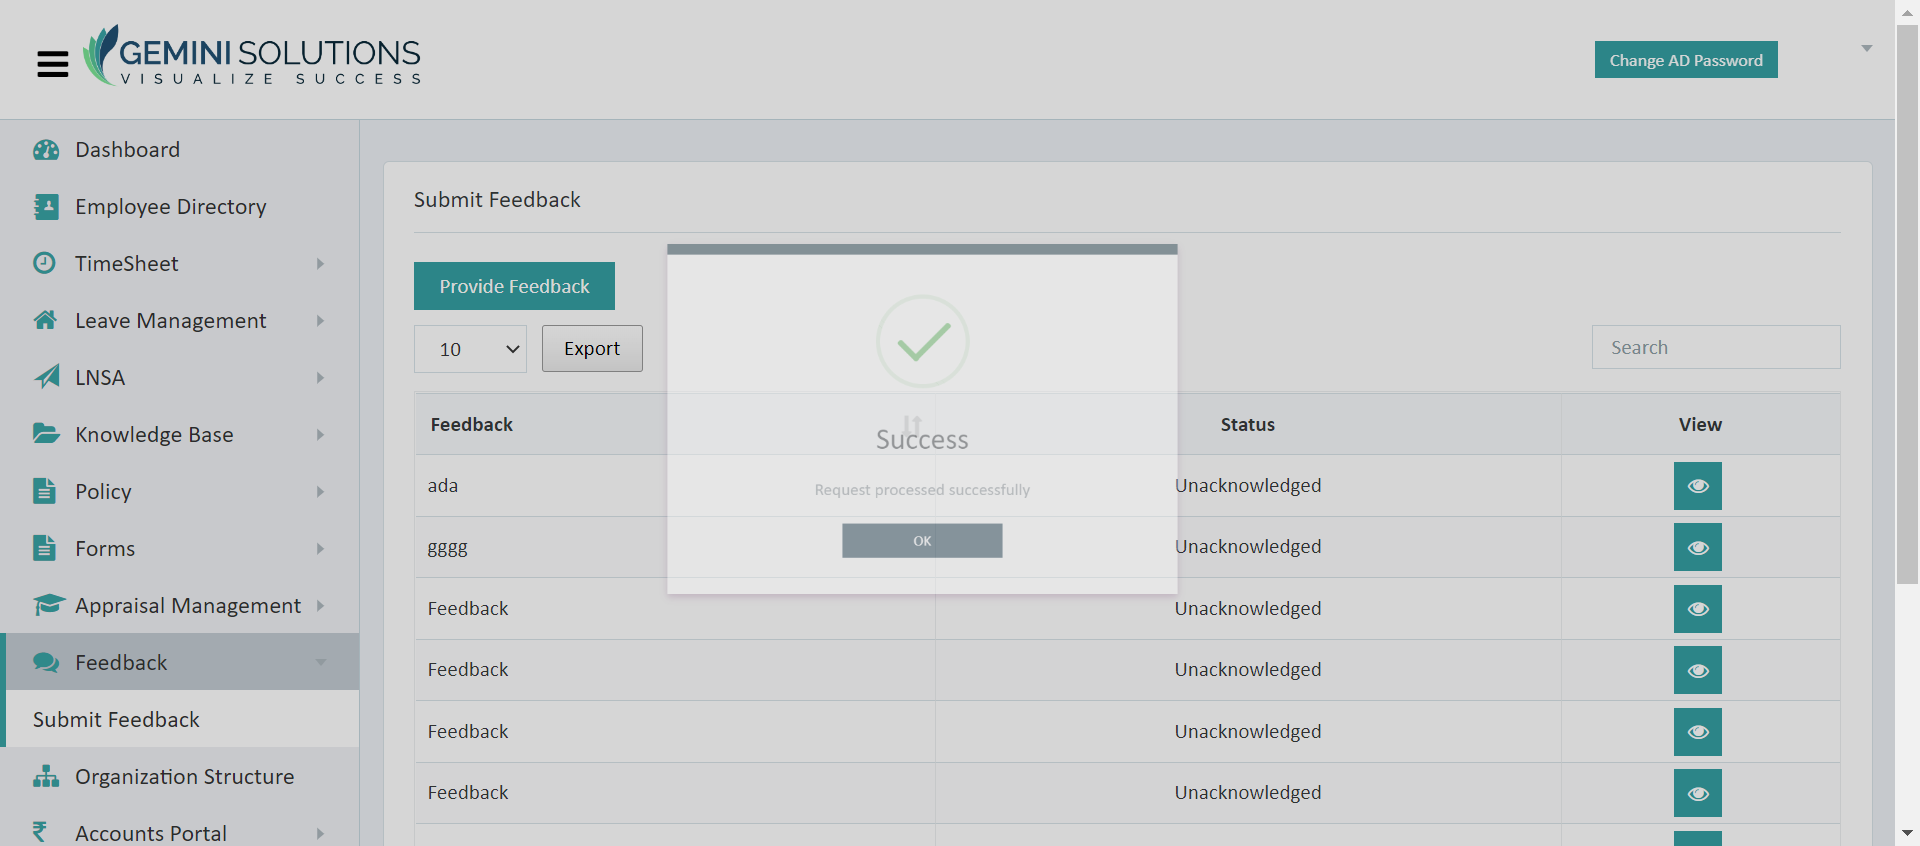 GEMINI SOLUTIONS
VISUALIZE SUCCESS
Change AD Password
Dashboard
Employee Directory
TimeSheet
Leave Management
LNSA
Knowledge Base
Policy
Forms
Appraisal Management
Feedback
Submit Feedback
Organization Structure
Accounts Portal
Submit Feedback
Provide Feedback
10
Export
Search
Feedback Status View
ada Unacknowledged
gggg Unacknowledged
Feedback Unacknowledged
Feedback Unacknowledged
Feedback Unacknowledged
Feedback Unacknowledged
Success
Request processed successfully
OK